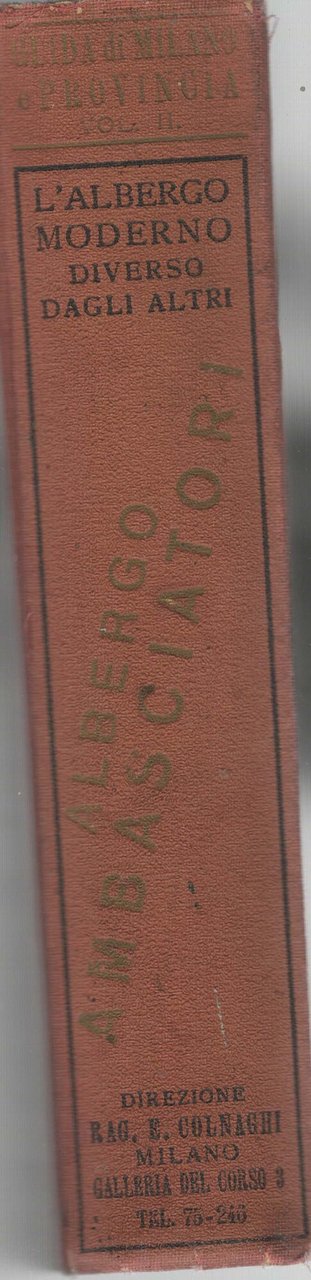 GUIDA di MILANO
e PROVINCIA
VOL. II.
L'ALBERGO
MODERNO
DIVERSO
DAGLI ALTRI
ALBERGO
AMBASCIATORI
DIREZIONE
RAG. E. COLNAGHI
MILANO
GALLERIA DEL CORSO 3
TEL. 75-246